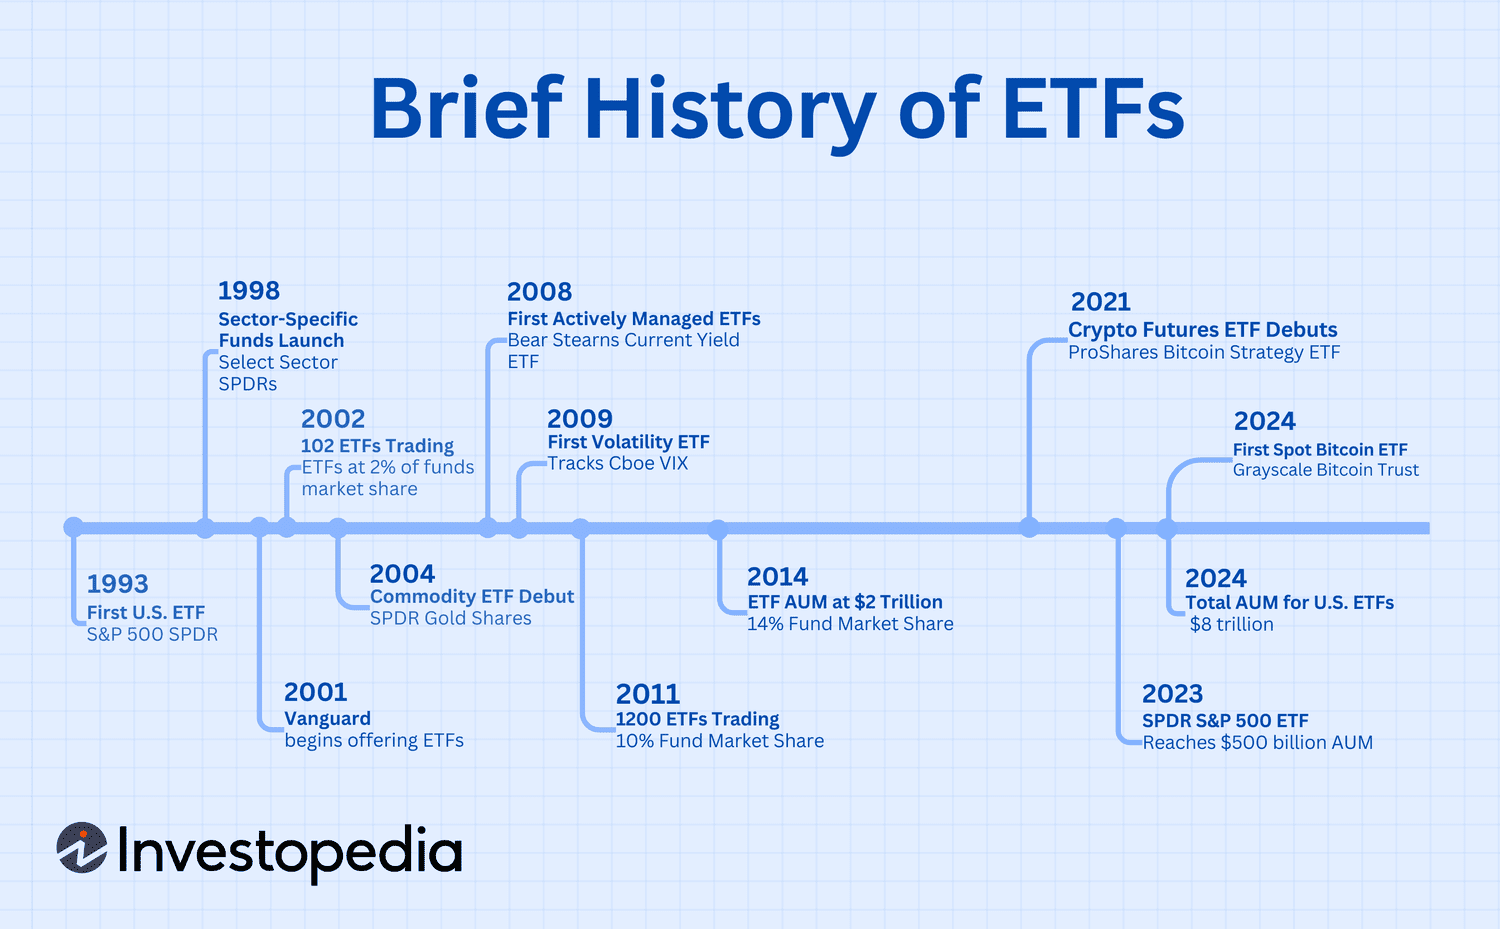 Brief History of ETFs
1998
Sector-Specific
Funds Launch
Select Sector
SPDRs
2002
102 ETFs Trading
ETFs at 2% of funds
market share
2008
First Actively Managed ETFs
Bear Stearns Current Yield
ETF
2009
First Volatility ETF
Tracks Cboe VIX
2021
Crypto Futures ETF Debuts
ProShares Bitcoin Strategy ETF
2024
First Spot Bitcoin ETF
Grayscale Bitcoin Trust
1993
First U.S. ETF
S&P 500 SPDR
2001
Vanguard
begins offering ETFs
2004
Commodity ETF Debut
SPDR Gold Shares
2011
1200 ETFs Trading
10% Fund Market Share
2014
ETF AUM at $2 Trillion
14% Fund Market Share
2023
SPDR S&P 500 ETF
Reaches $500 billion AUM
2024
Total AUM for U.S. ETFs
$8 trillion
Investopedia